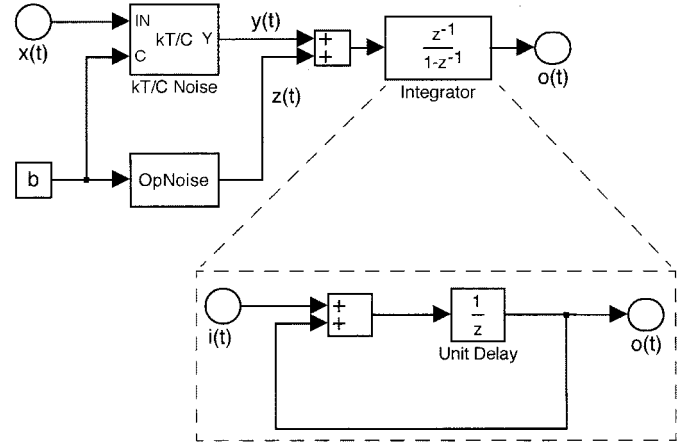 x(t)
IN
C
kT/C
Y
kT/C Noise
y(t)
z(t)
+
+
z-1
1-z-1
Integrator
o(t)
b
OpNoise
i(t)
+
+
1
z
Unit Delay
o(t)